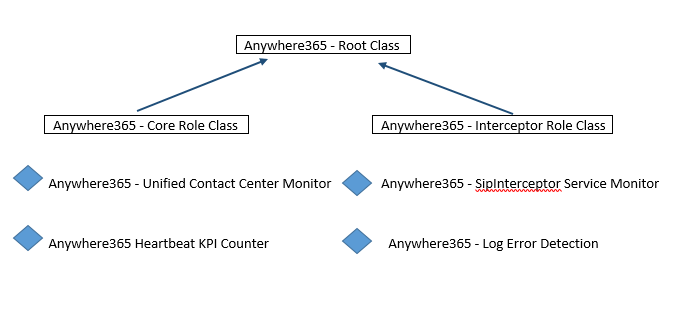 Anywhere365 - Root Class
Anywhere365 - Core Role Class
Anywhere365 - Interceptor Role Class
Anywhere365 - Unified Contact Center Monitor
Anywhere365 - SipInterceptor Service Monitor
Anywhere365 Heartbeat KPI Counter
Anywhere365 - Log Error Detection